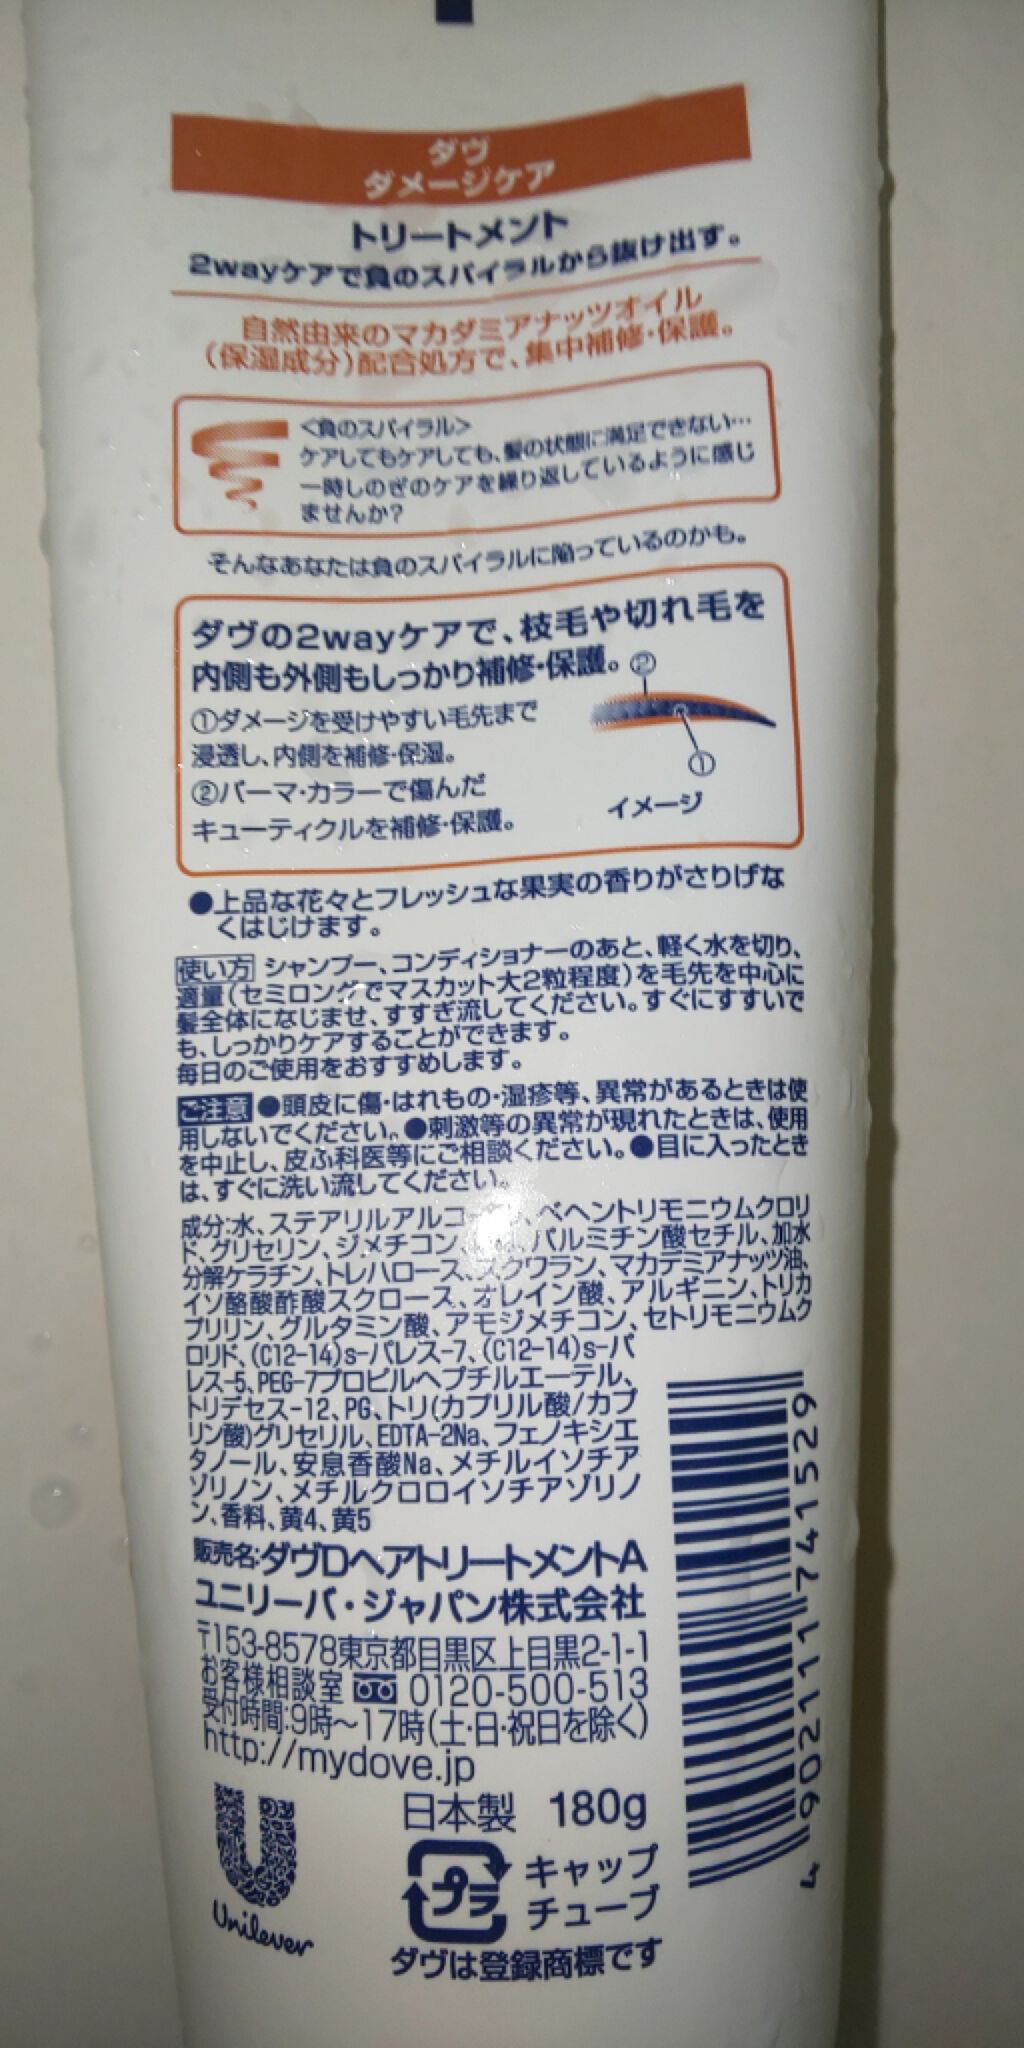 ダヴ
ダメージケア
トリートメント
2wayケアで負のスパイラルから抜け出す。
自然由来のマカダミアナッツオイル
(保湿成分)配合処方で、集中補修・保護。
<負のスパイラル>
ケアしてもケアしても、髪の状態に満足できない…
一時しのぎのケアを繰り返しているように感じ
ませんか?
そんなあなたは負のスパイラルに陥っているのかも。
ダヴの2wayケアで、枝毛や切れ毛を
内側も外側もしっかり補修・保護。
②
①ダメージを受けやすい毛先まで
浸透し、内側を補修・保湿。
①
②パーマ・カラーで傷んだ
キューティクルを補修・保護。
イメージ
●上品な花々とフレッシュな果実の香りがさりげな
くはじけます。
使い方 シャンプー、コンディショナーのあと、軽く水を切り、
適量(セミロングでマスカット大2粒程度)を毛先を中心に
髪全体になじませ、すすぎ流してください。すぐにすすいで
も、しっかりケアすることができます。
毎日のご使用をおすすめします。
ご注意 ●頭皮に傷・はれもの・湿疹等、異常があるときは使
用しないでください。●刺激等の異常が現れたときは、使用
を中止し、皮ふ科医等にご相談ください。●目に入ったとき
は、すぐに洗い流してください。
成分:水、ステアリルアルコ、ベヘントリモニウムクロリ
ド、グリセリン、ジメチコン、パルミチン酸セチル、加水
分解ケラチン、トレハロース、スクワラン、マカデミアナッツ油、
イソ酪酸酢酸スクロース、オレイン酸、アルギニン、トリカ
プリリン、グルタミン酸、アモジメチコン、セトリモニウムク
ロリド、(C12-14)s-パレス-7、(C12-14)s-パ
レス-5、PEG-7プロピルヘプチルエーテル、
トリデセス-12、PG、トリ(カプリル酸/カプ
リン酸)グリセリル、EDTA-2Na、フェノキシエ
タノール、安息香酸Na、メチルイソチア
ゾリノン、メチルクロロイソチアゾリノ
ン、香料、黄4、黄5
販売名:ダヴDヘアトリートメントA
ユニリーバ・ジャパン株式会社
〒153-8578東京都目黒区上目黒2-1-1
お客様相談室 0120-500-513
受付時間:9時～17時(土・日・祝日を除く)
http://mydove.jp
日本製 180g
プラ
キャップ
チューブ
Unilever
ダヴは登録商標です
4902111741529